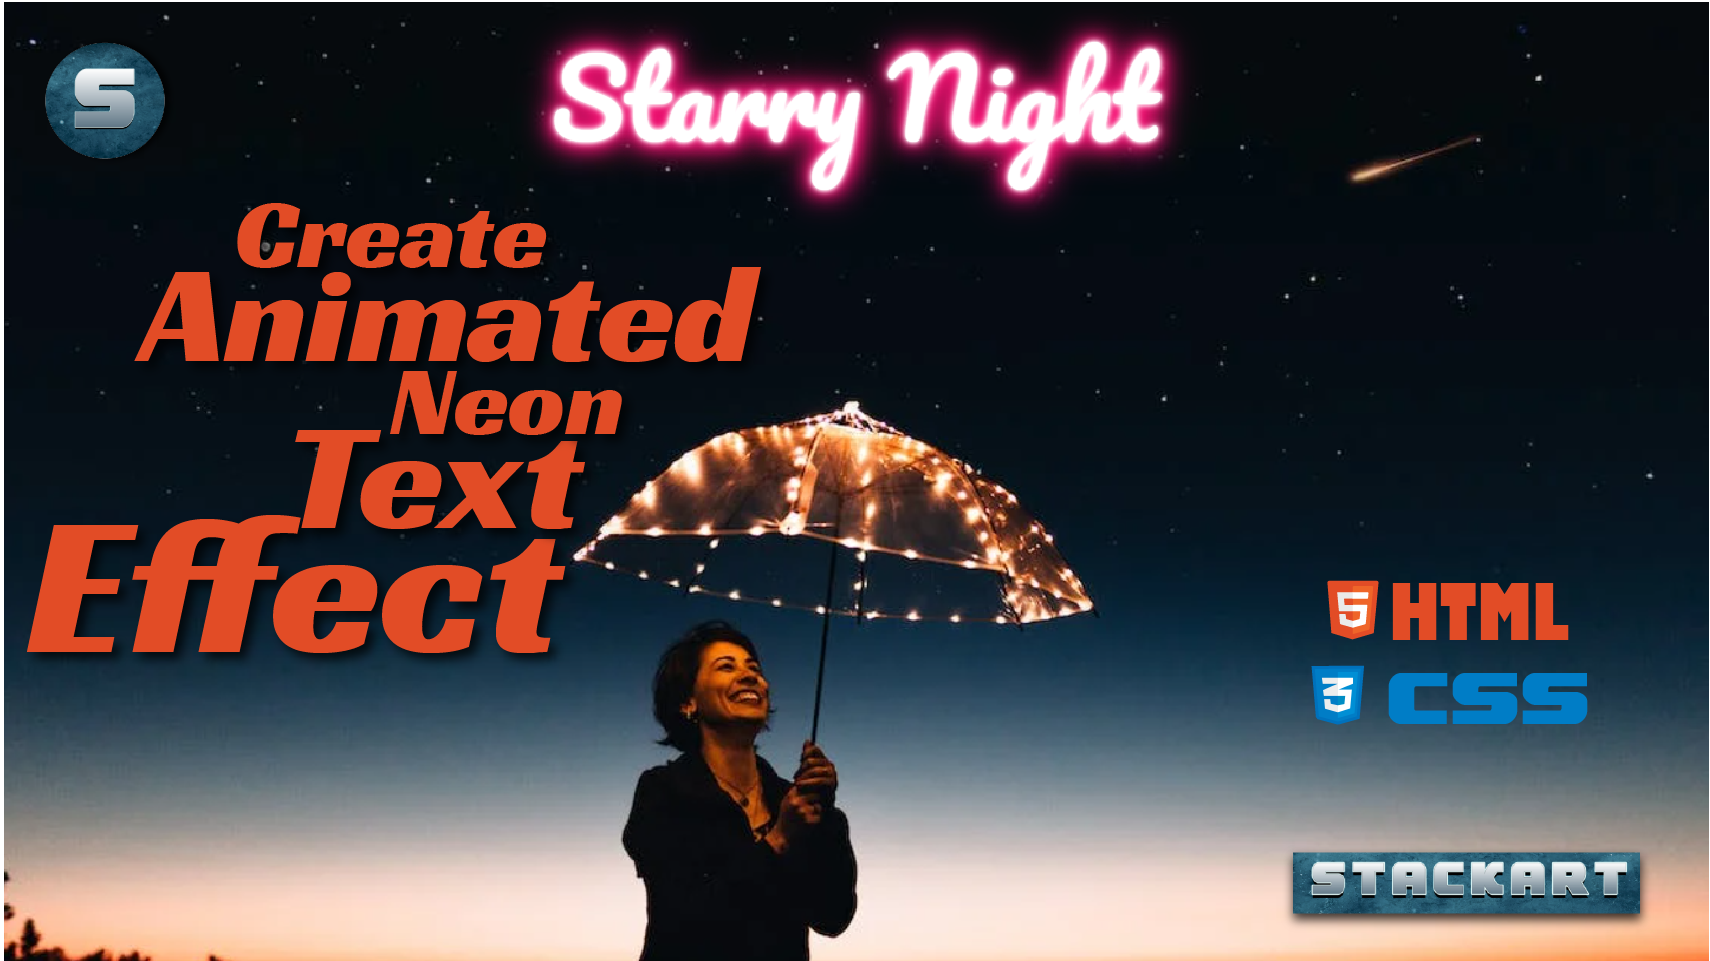 S
Starry Night
Create
Animated
Neon
Text
Effect
5 HTML
3 CSS
STACKART